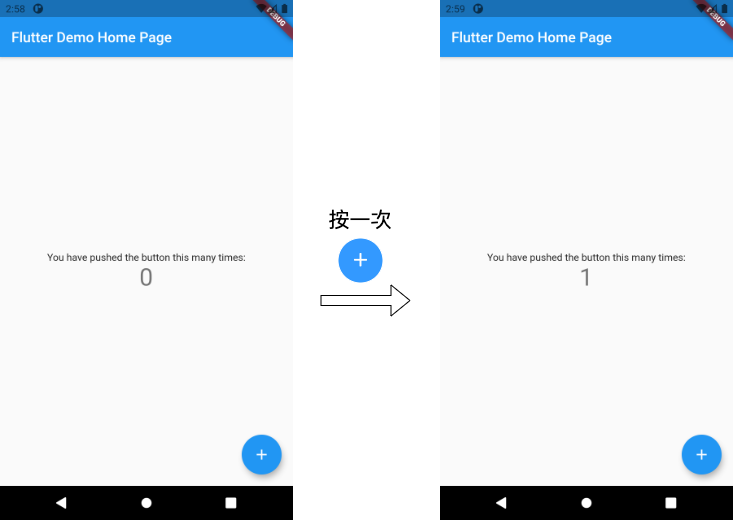 2:58
DEBUG
Flutter Demo Home Page
You have pushed the button this many times:
0
+
按一次
+
2:59
DEBUG
Flutter Demo Home Page
You have pushed the button this many times:
1
+